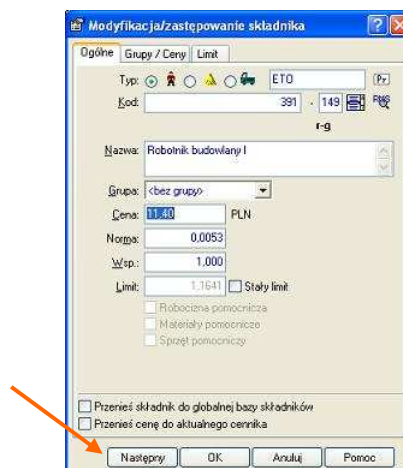 Modyfikacja/zastępowanie składnika
Ogólne Grupy / Ceny Limit
Typ: ETO
Kod: 391 - 149
r-g
Nazwa: Robotnik budowlany I
Grupa: <bez grupy>
Cena: 11,40 PLN
Norma: 0,0053
Wsp.: 1,000
Limit: 1,1641 Stały limit
Robocizna pomocnicza
Materiały pomocnicze
Sprzęt pomocniczy
Przenieś składnik do globalnej bazy składników
Przenieś cenę do aktualnego cennika
Następny OK Anuluj Pomoc